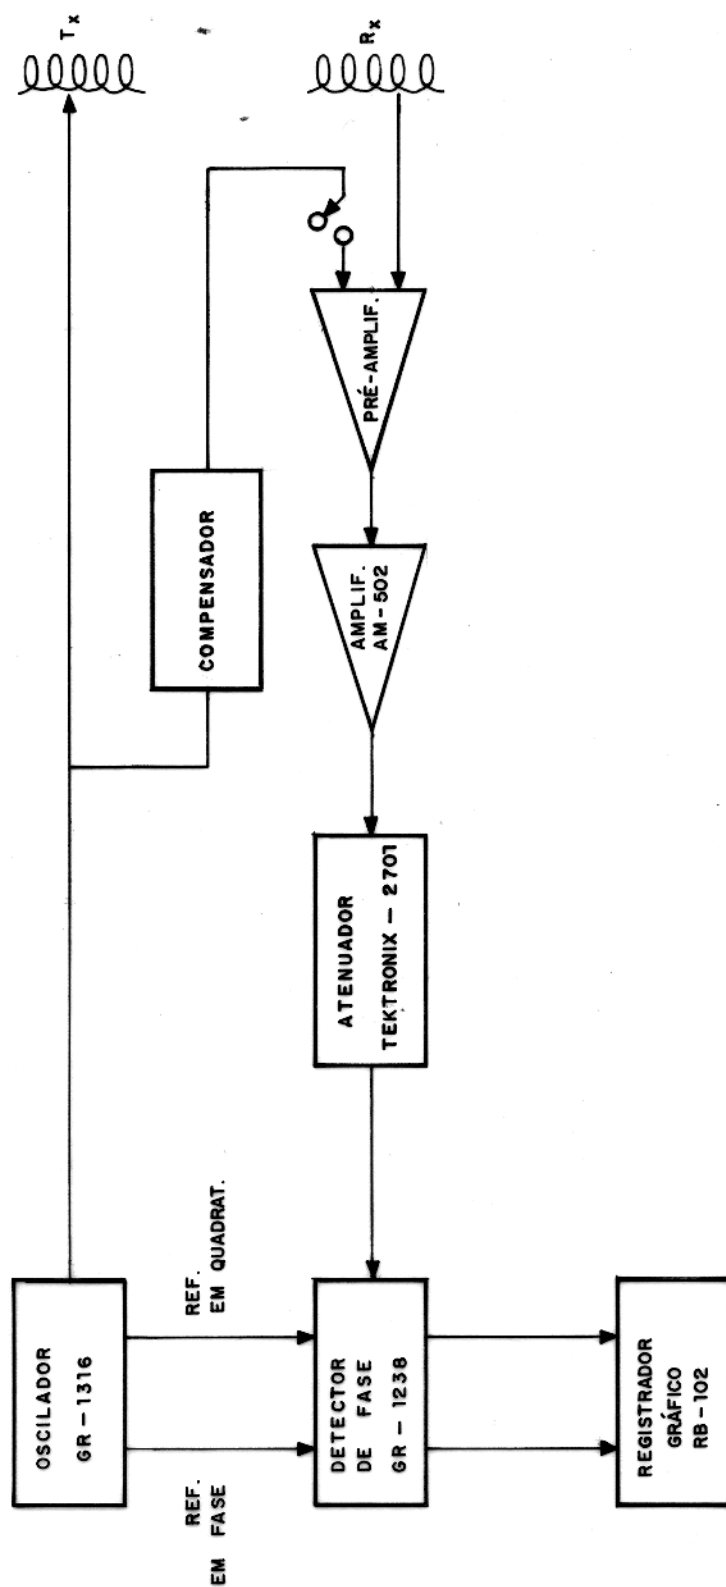 OSCILADOR
GR-1316
REF.
EM QUADRAT.
REF.
EM FASE
DETECTOR
DE FASE
GR-1238
REGISTRADOR
GRÁFICO
RB-102
ATENUADOR
TEKTRONIX - 2701
AMPLIF.
AM-502
PRÉ-AMPLIF.
COMPENSADOR
Tx
Rx